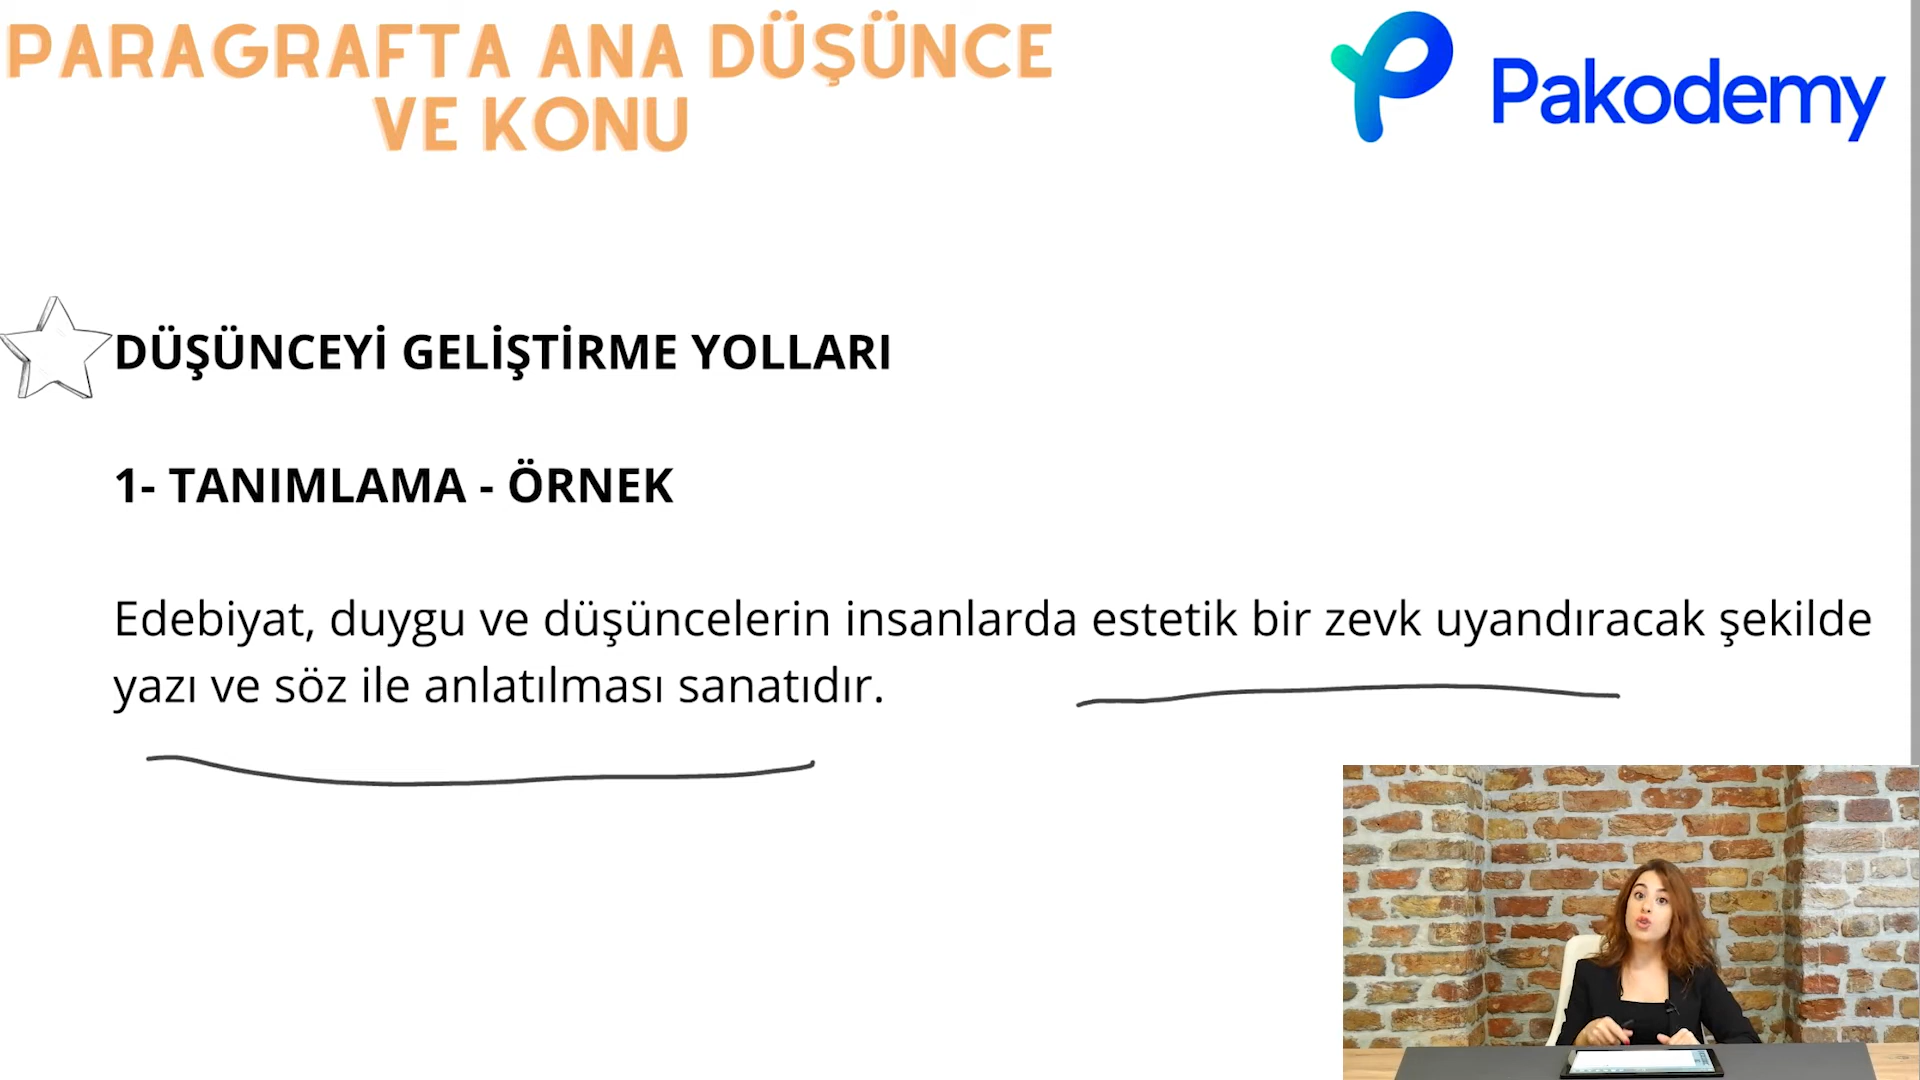 PARAGRAFTA ANA DÜŞÜNCE
VE KONU
Pakodemy
DÜŞÜNCEYİ GELİŞTİRME YOLLARI
1- TANIMLAMA - ÖRNEK
Edebiyat, duygu ve düşüncelerin insanlarda estetik bir zevk uyandıracak şekilde
yazı ve söz ile anlatılması sanatıdır.